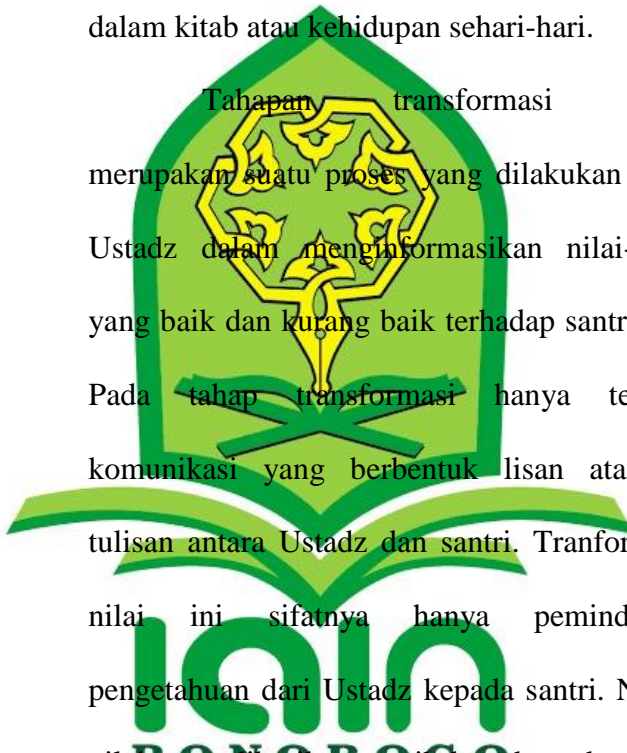 dalam kitab atau kehidupan sehari-hari.
Tahapan transformasi
merupakan suatu proses yang dilakukan
Ustadz dalam menginformasikan nilai-
yang baik dan kurang baik terhadap santri
Pada tahap transformasi hanya te
komunikasi yang berbentuk lisan ata
tulisan antara Ustadz dan santri. Tranfor
nilai ini sifatnya hanya pemind
iain
pengetahuan dari Ustadz kepada santri. N
PONOROGO